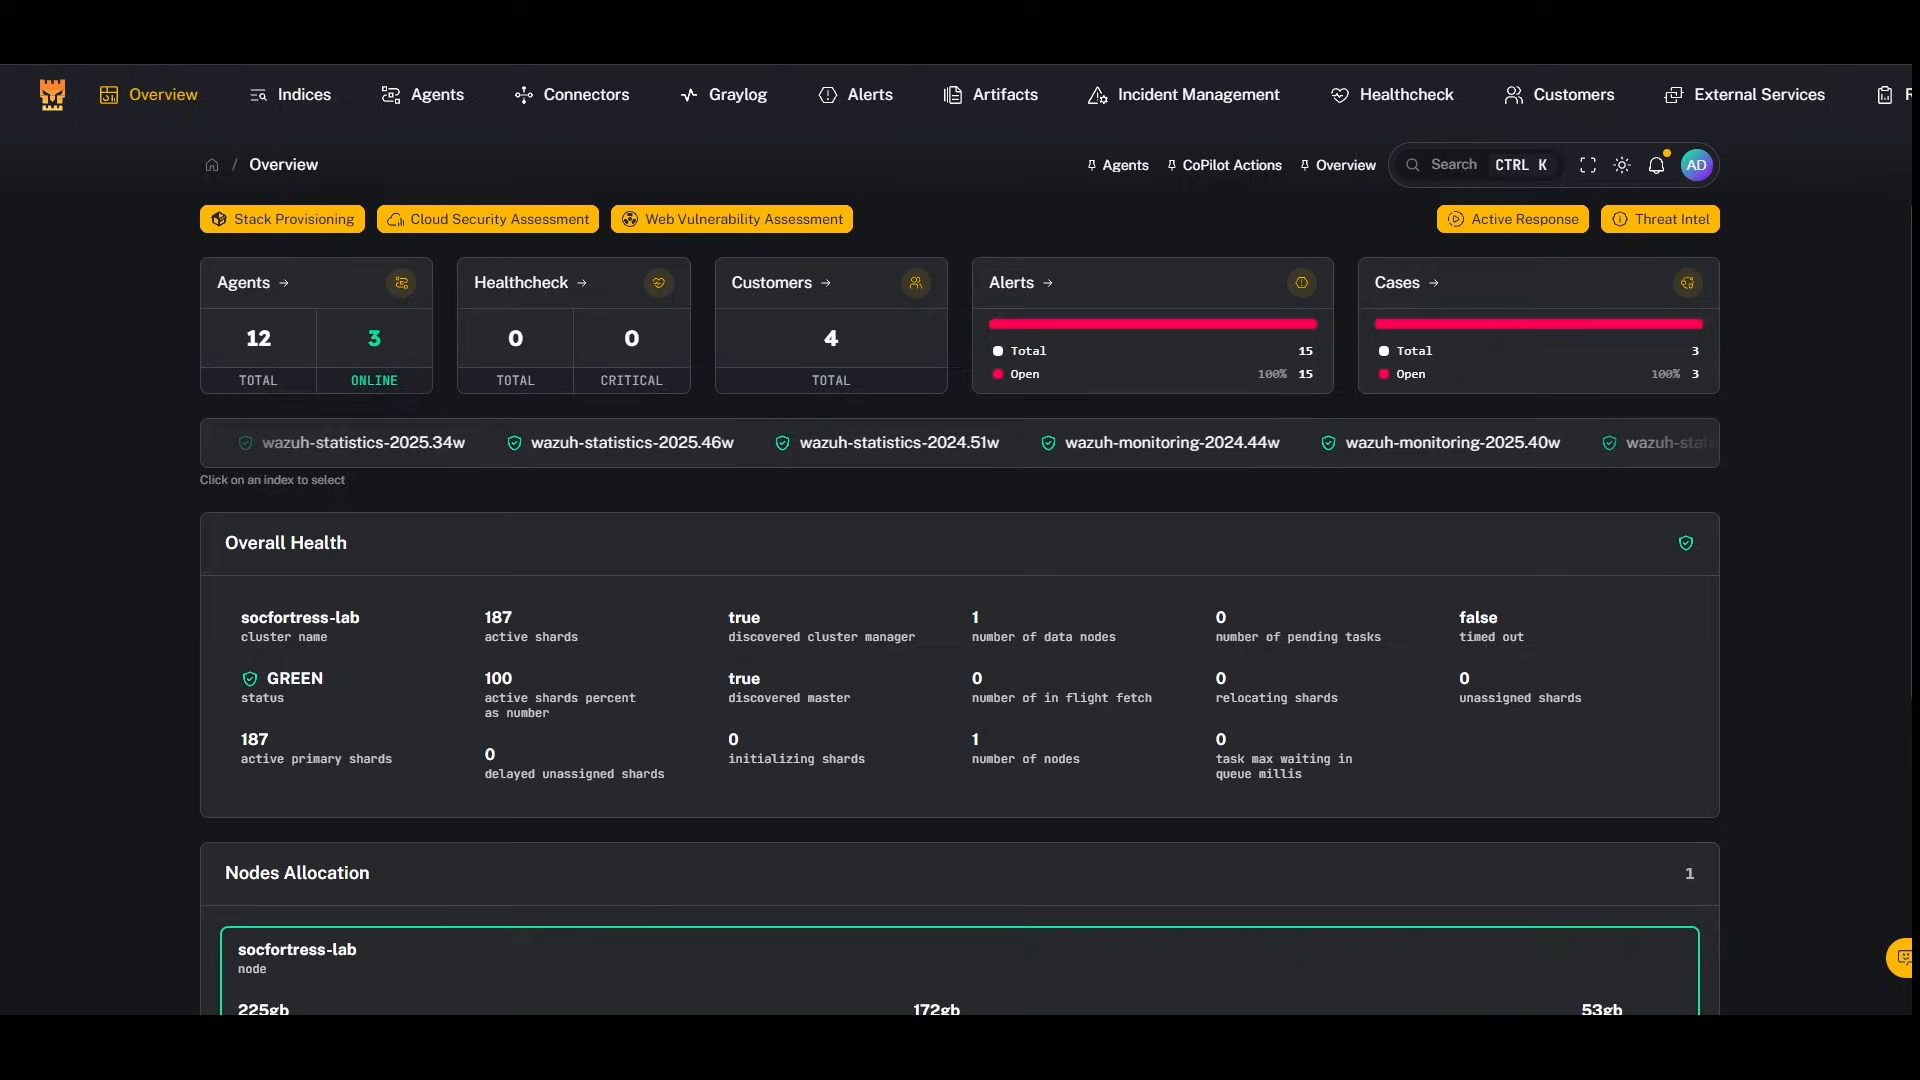 Overview Indices Agents Connectors Graylog Alerts Artifacts Incident Management Healthcheck Customers External Services
/ Overview
Agents CoPilot Actions Overview Search CTRL K AD
Stack Provisioning Cloud Security Assessment Web Vulnerability Assessment Active Response Threat Intel
Agents →
12 3
TOTAL ONLINE
Healthcheck →
0 0
TOTAL CRITICAL
Customers →
4
TOTAL
Alerts →
Total 15
Open 100% 15
Cases →
Total 3
Open 100% 3
wazuh-statistics-2025.34w wazuh-statistics-2025.46w wazuh-statistics-2024.51w wazuh-monitoring-2024.44w wazuh-monitoring-2025.40w
Click on an index to select
Overall Health
socfortress-lab
cluster name
GREEN
status
187
active primary shards
187
active shards
100
active shards percent
as number
0
delayed unassigned shards
true
discovered cluster manager
true
discovered master
0
initializing shards
1
number of data nodes
0
number of in flight fetch
1
number of nodes
0
number of pending tasks
0
relocating shards
0
task max waiting in
queue millis
false
timed out
0
unassigned shards
Nodes Allocation 1
socfortress-lab
node
225gb 172gb 53gb